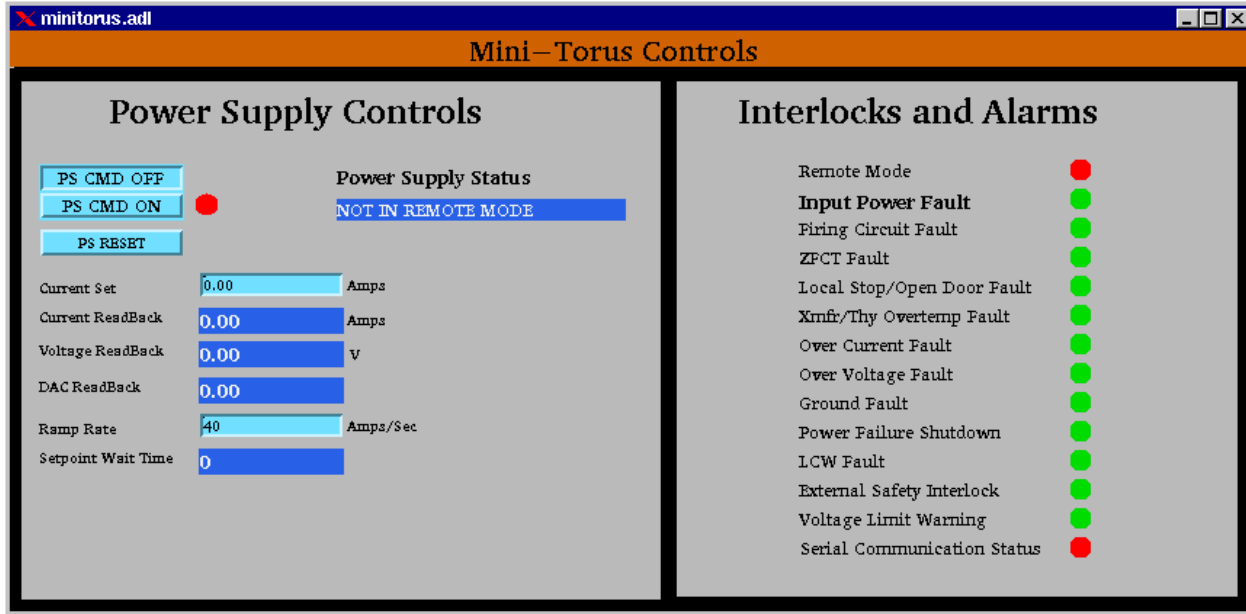 minitorus.adl
Mini-Torus Controls
Power Supply Controls
PS CMD OFF
PS CMD ON
PS RESET
Power Supply Status
NOT IN REMOTE MODE
Current Set 0.00 Amps
Current ReadBack 0.00 Amps
Voltage ReadBack 0.00 V
DAC ReadBack 0.00
Ramp Rate 40 Amps/Sec
Setpoint Wait Time 0
Interlocks and Alarms
Remote Mode
Input Power Fault
Firing Circuit Fault
ZFCT Fault
Local Stop/Open Door Fault
Xmfr/Thy Overtemp Fault
Over Current Fault
Over Voltage Fault
Ground Fault
Power Failure Shutdown
LCW Fault
External Safety Interlock
Voltage Limit Warning
Serial Communication Status